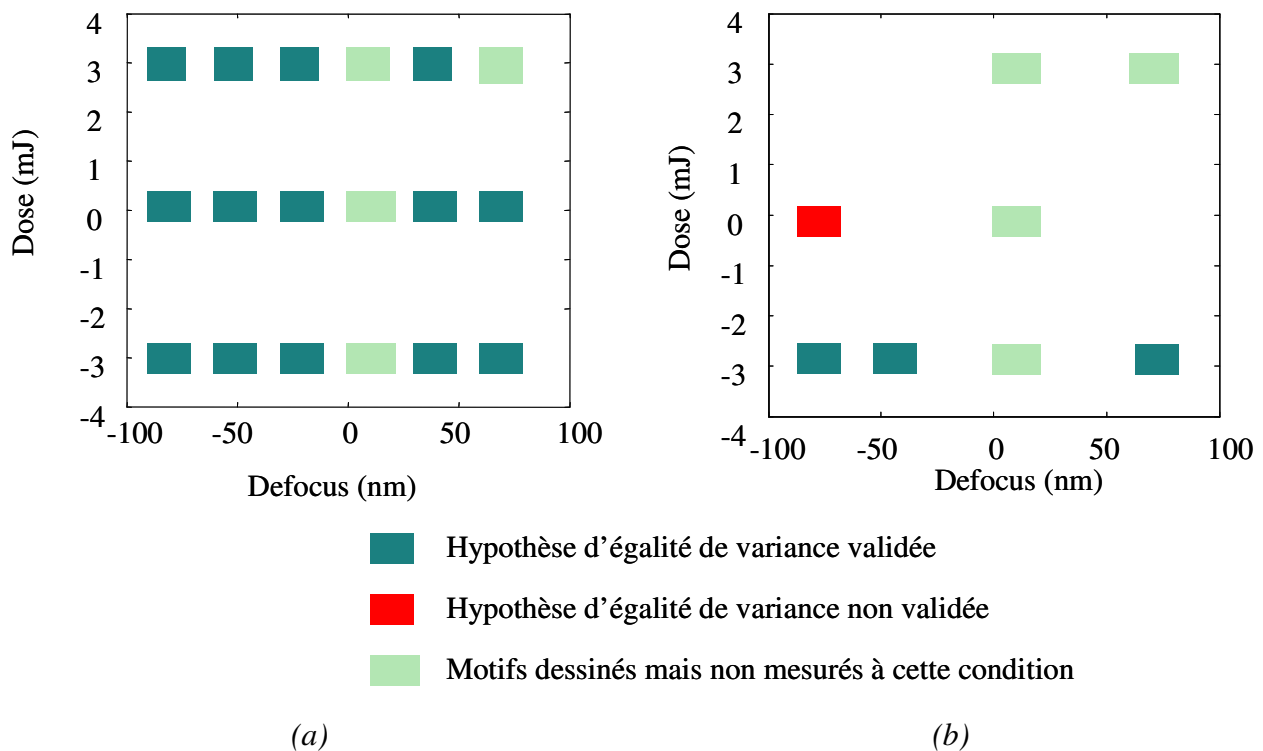 4
3
2
1
0
-1
-2
-3
-4
Dose (mJ)
-100 -50 0 50 100
Defocus (nm)
4
3
2
1
0
-1
-2
-3
-4
Dose (mJ)
-100 -50 0 50 100
Defocus (nm)
Hypothèse d’égalité de variance validée
Hypothèse d’égalité de variance non validée
Motifs dessinés mais non mesurés à cette condition
(a)
(b)